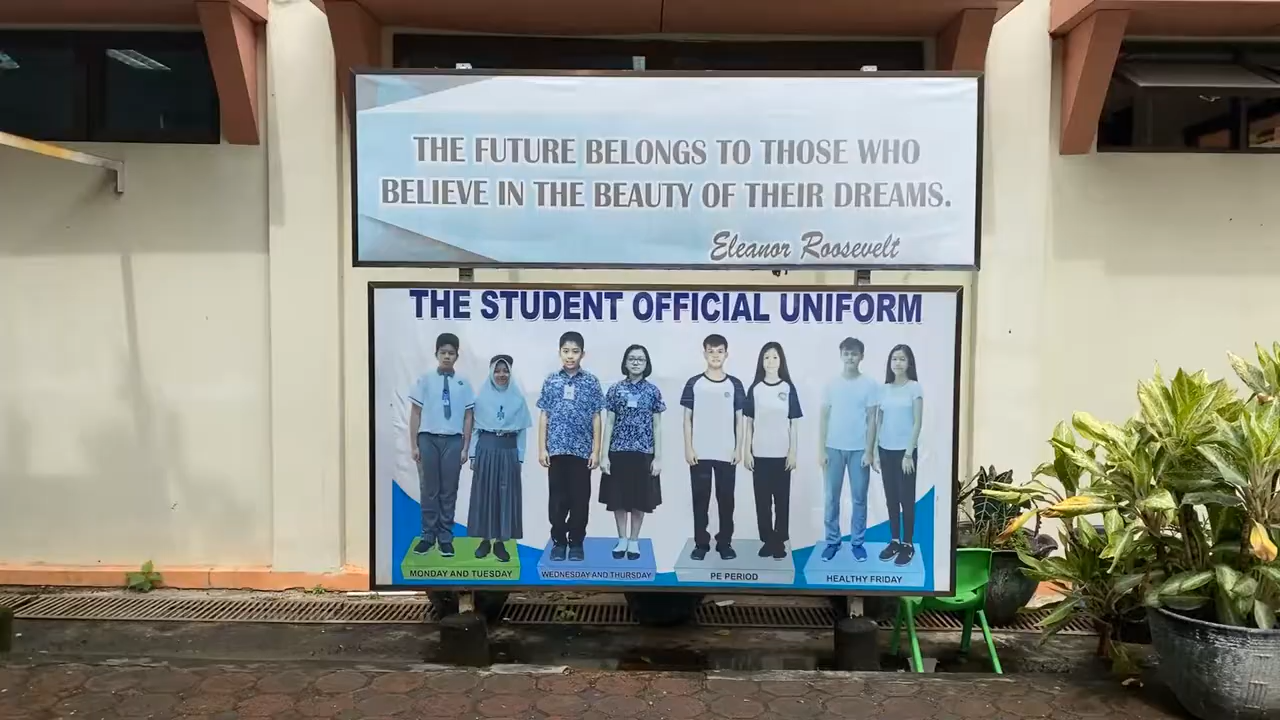 THE FUTURE BELONGS TO THOSE WHO
BELIEVE IN THE BEAUTY OF THEIR DREAMS.
Eleanor Roosevelt
THE STUDENT OFFICIAL UNIFORM
MONDAY AND TUESDAY
WEDNESDAY AND THURSDAY
PE PERIOD
HEALTHY FRIDAY